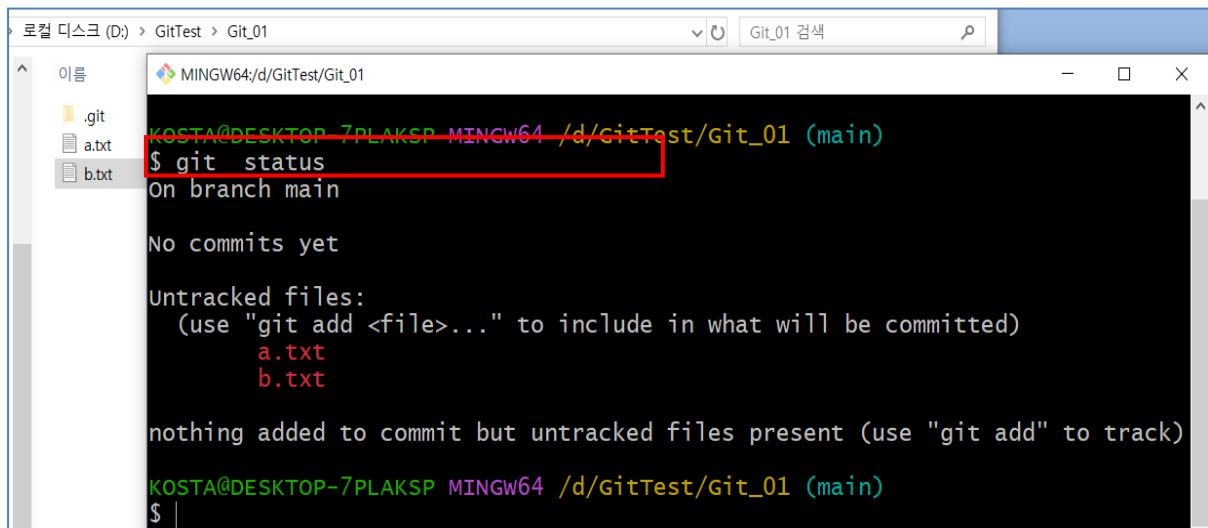 로컬 디스크 (D:) > GitTest > Git_01
Git_01 검색
이름
.git
a.txt
b.txt
MINGW64:/d/GitTest/Git_01
KOSTA@DESKTOP-7PLAKSP MINGW64 /d/GitTest/Git_01 (main)
$ git  status
On branch main
No commits yet
Untracked files:
  (use "git add <file>..." to include in what will be committed)
        a.txt
        b.txt
nothing added to commit but untracked files present (use "git add" to track)
KOSTA@DESKTOP-7PLAKSP MINGW64 /d/GitTest/Git_01 (main)
$